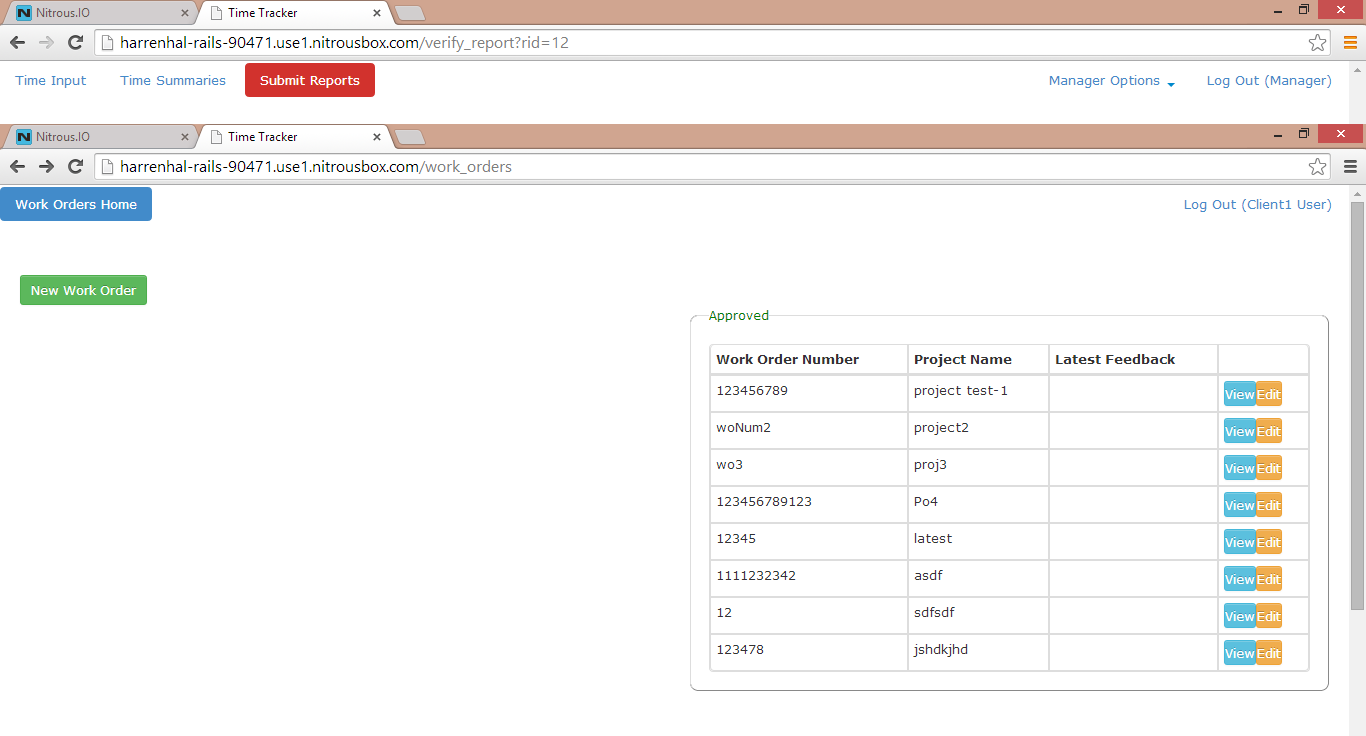 Nitrous.IO Time Tracker
harrenhal-rails-90471.use1.nitrousbox.com/verify_report?rid=12
Time Input Time Summaries Submit Reports Manager Options Log Out (Manager)
Nitrous.IO Time Tracker
harrenhal-rails-90471.use1.nitrousbox.com/work_orders
Work Orders Home Log Out (Client1 User)
New Work Order
Approved
Work Order Number Project Name Latest Feedback
123456789 project test-1 View Edit
woNum2 project2 View Edit
wo3 proj3 View Edit
123456789123 Po4 View Edit
12345 latest View Edit
1111232342 asdf View Edit
12 sdfsdf View Edit
123478 jshdkjhd View Edit